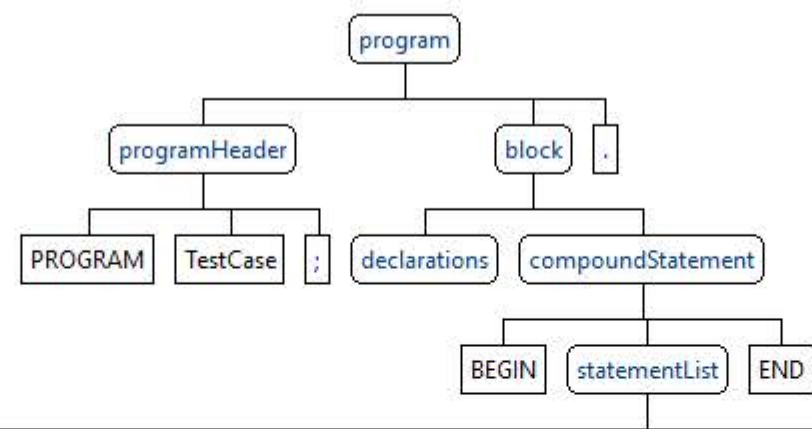 program
programHeader block .
PROGRAM TestCase ; declarations compoundStatement
BEGIN statementList END